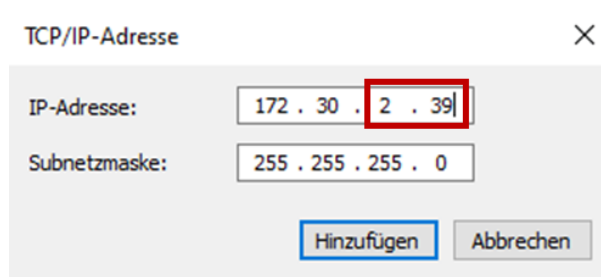 TCP/IP-Adresse
IP-Adresse: 172 . 30 . 2 . 39
Subnetzmaske: 255 . 255 . 255 . 0
Hinzufügen Abbrechen